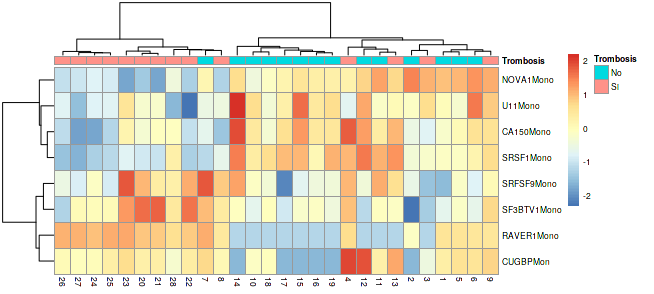 Trombosis
NOVA1Mono
U11Mono
CA150Mono
SRSF1Mono
SRFSF9Mono
SF3BTV1Mono
RAVER1Mono
CUGBPMon
26 27 24 25 23 20 21 28 22 7 8 14 10 18 17 15 16 19 4 12 11 13 2 3 1 5 6 9
2
1
0
-1
-2
Trombosis
No
SI